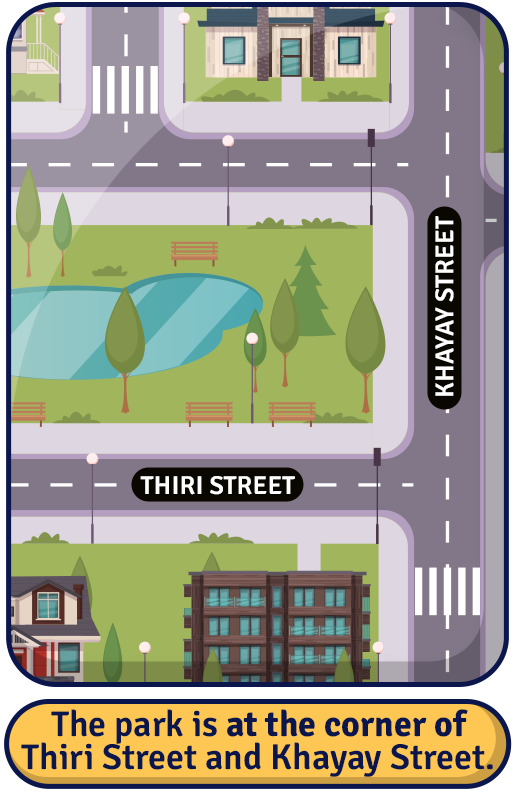 KHAYAY STREET
THIRI STREET
The park is at the corner of
Thiri Street and Khayay Street.